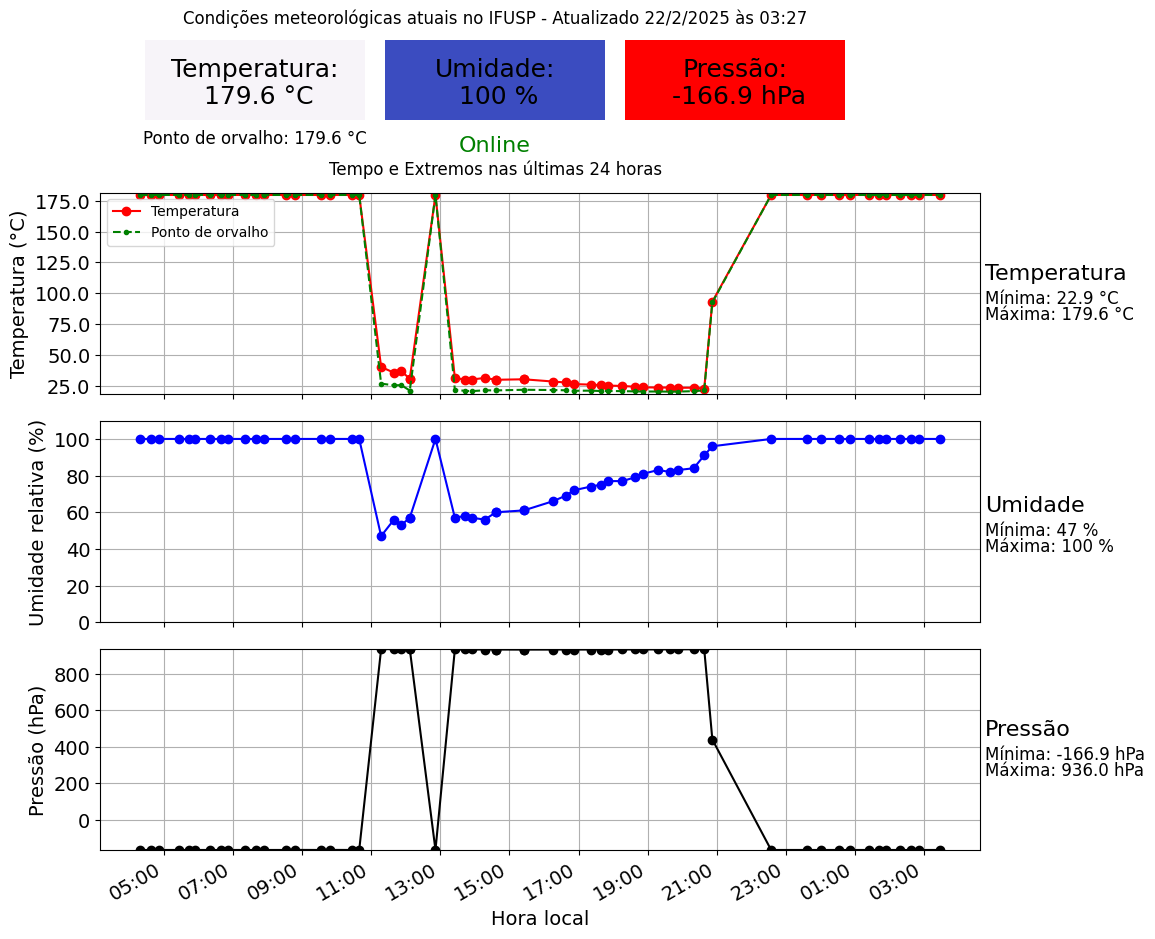 Condições meteorológicas atuais no IFUSP - Atualizado 22/2/2025 às 03:27
Temperatura:
179.6 °C
Umidade:
100 %
Pressão:
-166.9 hPa
Ponto de orvalho: 179.6 °C
Online
Tempo e Extremos nas últimas 24 horas
Temperatura (°C)
175.0
150.0
125.0
100.0
75.0
50.0
25.0
Temperatura
Ponto de orvalho
Temperatura
Mínima: 22.9 °C
Máxima: 179.6 °C
Umidade relativa (%)
100
80
60
40
20
0
Umidade
Mínima: 47 %
Máxima: 100 %
Pressão (hPa)
800
600
400
200
0
Pressão
Mínima: -166.9 hPa
Máxima: 936.0 hPa
05:00 07:00 09:00 11:00 13:00 15:00 17:00 19:00 21:00 23:00 01:00 03:00
Hora local